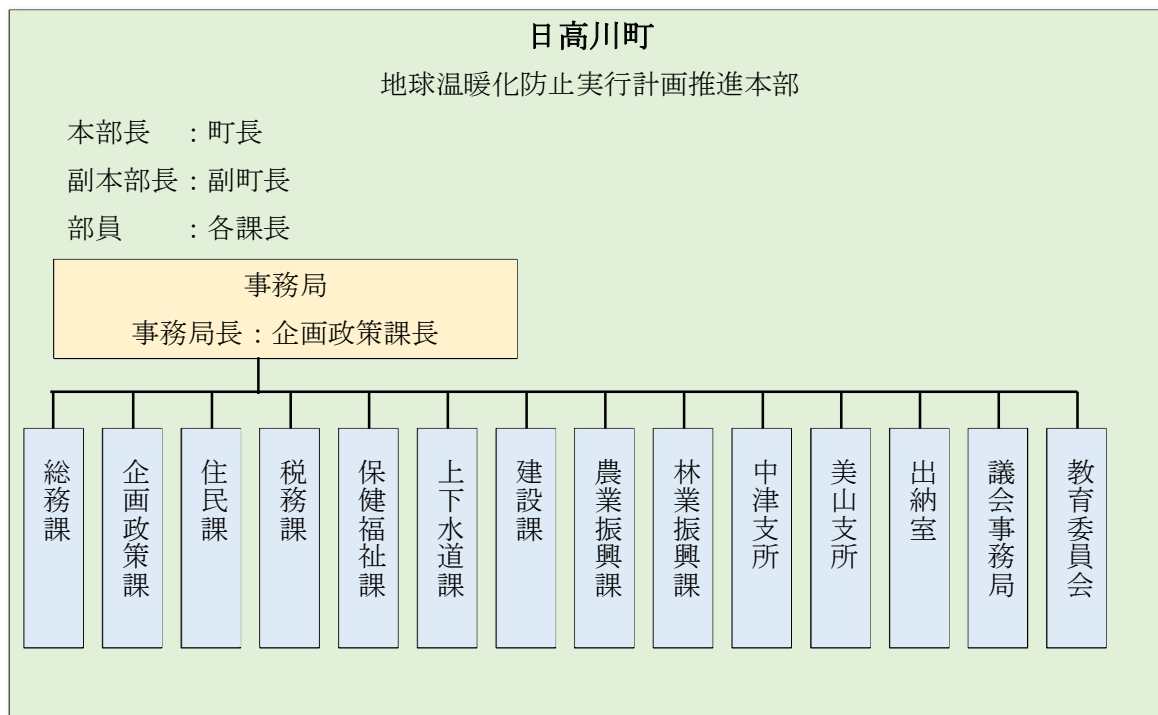 日高川町
地球温暖化防止実行計画推進本部
本部長　：町長
副本部長：副町長
部員　　：各課長
事務局
事務局長：企画政策課長
総務課
企画政策課
住民課
税務課
保健福祉課
上下水道課
建設課
農業振興課
林業振興課
中津支所
美山支所
出納室
議会事務局
教育委員会